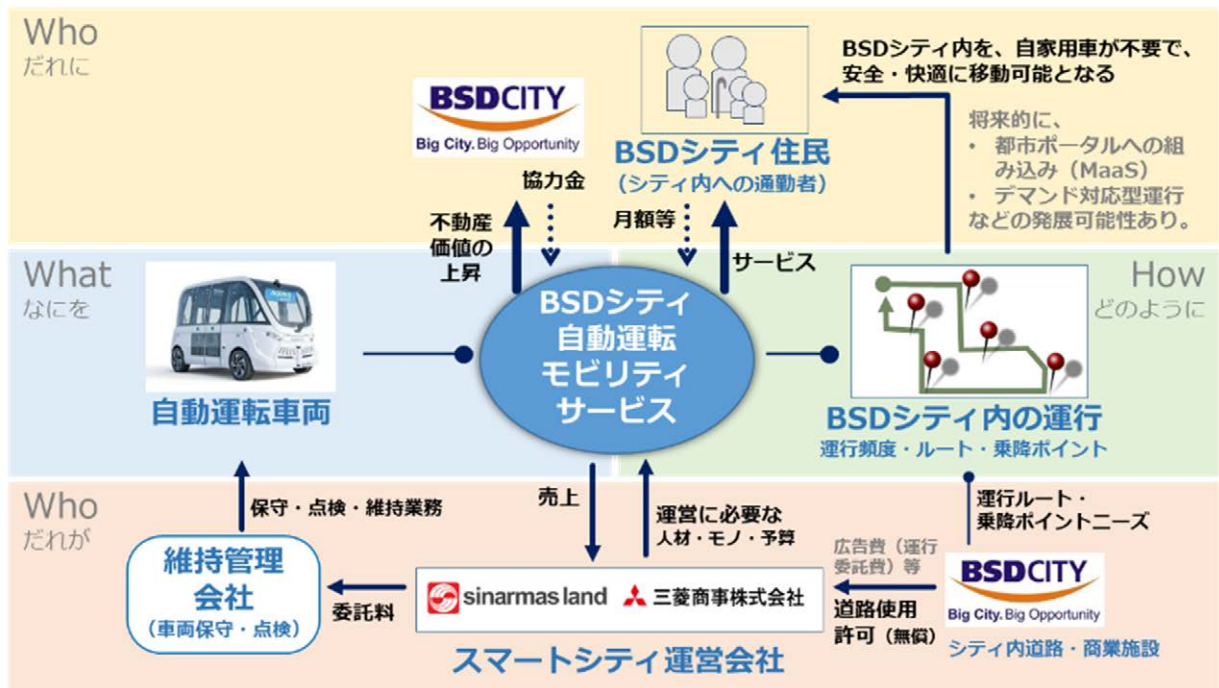 Who
だれに
BSDCITY
Big City. Big Opportunity
BSDシティ住民
(シティ内への通勤者)
BSDシティ内を、自家用車が不要で、
安全・快適に移動可能となる
将来的に、
・ 都市ポータルへの組
み込み（MaaS）
・ デマンド対応型運行
などの発展可能性あり。
協力金
不動産
価値の
上昇
月額等
サービス
What
なにを
自動運転車両
BSDシティ
自動運転
モビリティ
サービス
How
どのように
BSDシティ内の運行
運行頻度・ルート・乗降ポイント
Who
だれが
保守・点検・維持業務
売上
運営に必要な
人材・モノ・予算
運行ルート・
乗降ポイントニーズ
維持管理
会社
(車両保守・点検)
委託料
sinarmas land
三菱商事株式会社
スマートシティ運営会社
広告費（運行
委託費）等
道路使用
許可（無償）
BSDCITY
Big City. Big Opportunity
シティ内道路・商業施設